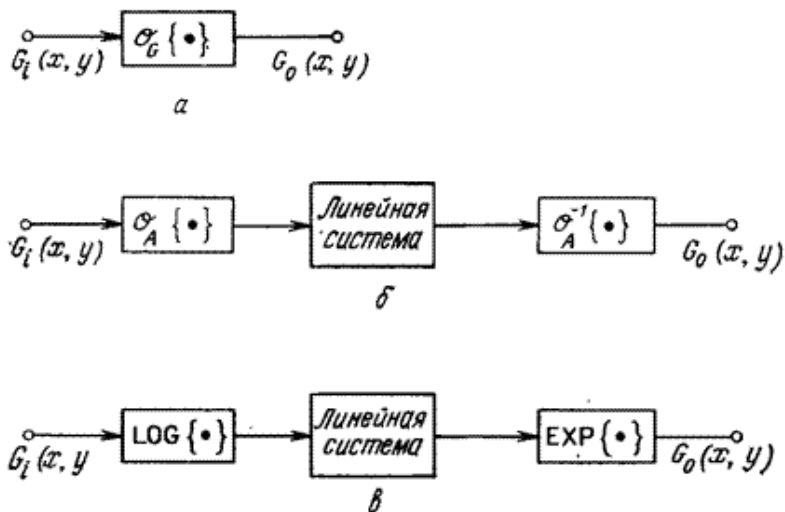 𝒪_G {•}
G_i (x, y) G_o (x, y)
а
𝒪_A {•} Линейная система 𝒪_A^{-1} {•}
G_i (x, y) G_o (x, y)
б
LOG {•} Линейная система EXP {•}
G_i (x, y G_o (x, y)
в